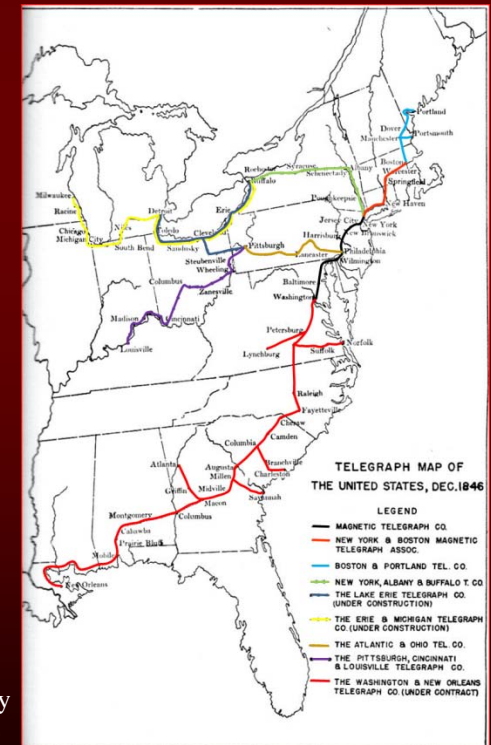 Portland
Dover
Manchester
Portsmouth
Boston
Worcester
Springfield
New Haven
Rochester
Syracuse
Schenectady
Albany
Buffalo
Poughkeepsie
Jersey City
New York
New Brunswick
Milwaukee
Racine
Chicago
Michigan City
Niles
South Bend
Detroit
Toledo
Sandusky
Cleveland
Erie
Pittsburgh
Harrisburg
Lancaster
Philadelphia
Wilmington
Steubenville
Wheeling
Zanesville
Columbus
Cincinnati
Madison
Louisville
Baltimore
Washington
Petersburg
Lynchburg
Suffolk
Norfolk
Raleigh
Fayettsville
Cheraw
Camden
Columbia
Branchville
Charleston
Augusta
Millen
Savannah
Atlanta
Griffin
Midville
Macon
Columbus
Montgomery
Cahawba
Prairie Bluff
Mobile
New Orleans
TELEGRAPH MAP OF
THE UNITED STATES, DEC.1846
LEGEND
MAGNETIC TELEGRAPH CO.
NEW YORK & BOSTON MAGNETIC
TELEGRAPH ASSOC.
BOSTON & PORTLAND TEL. CO.
NEW YORK, ALBANY & BUFFALO T. CO.
THE LAKE ERIE TELEGRAPH CO.
(UNDER CONSTRUCTION)
THE ERIE & MICHIGAN TELEGRAPH
CO. (UNDER CONSTRUCTION)
THE ATLANTIC & OHIO TEL. CO.
THE PITTSBURGH, CINCINNATI
& LOUISVILLE TELEGRAPH CO.
THE WASHINGTON & NEW ORLEANS
TELEGRAPH CO. (UNDER CONTRACT)
y